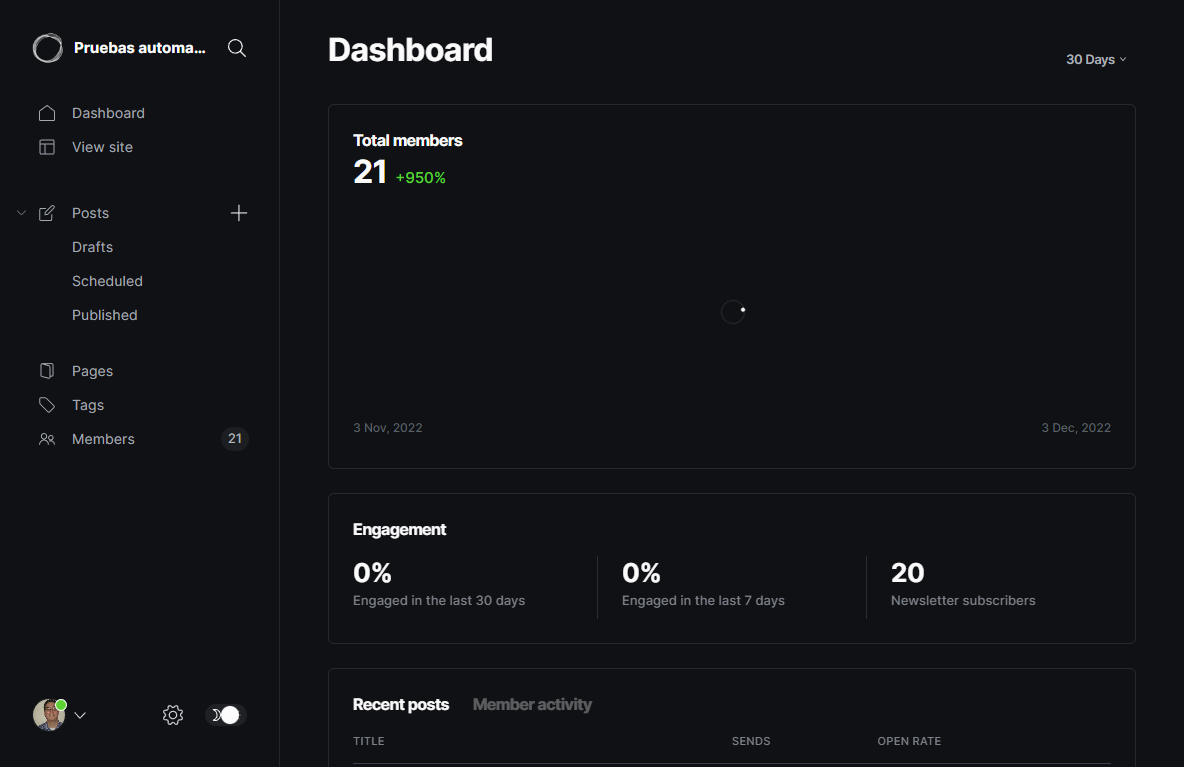 Pruebas automa...
Dashboard
View site
Posts
Drafts
Scheduled
Published
Pages
Tags
Members 21
Dashboard
30 Days
Total members
21 +950%
3 Nov, 2022 3 Dec, 2022
Engagement
0% 0% 20
Engaged in the last 30 days Engaged in the last 7 days Newsletter subscribers
Recent posts Member activity
TITLE SENDS OPEN RATE